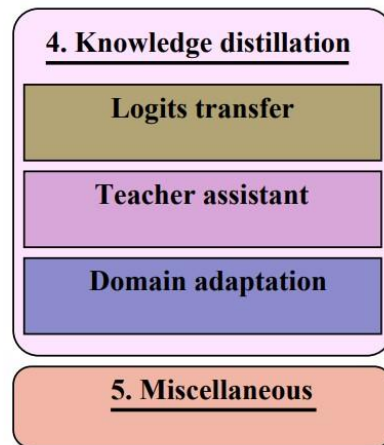 4. Knowledge distillation
Logits transfer
Teacher assistant
Domain adaptation
5. Miscellaneous